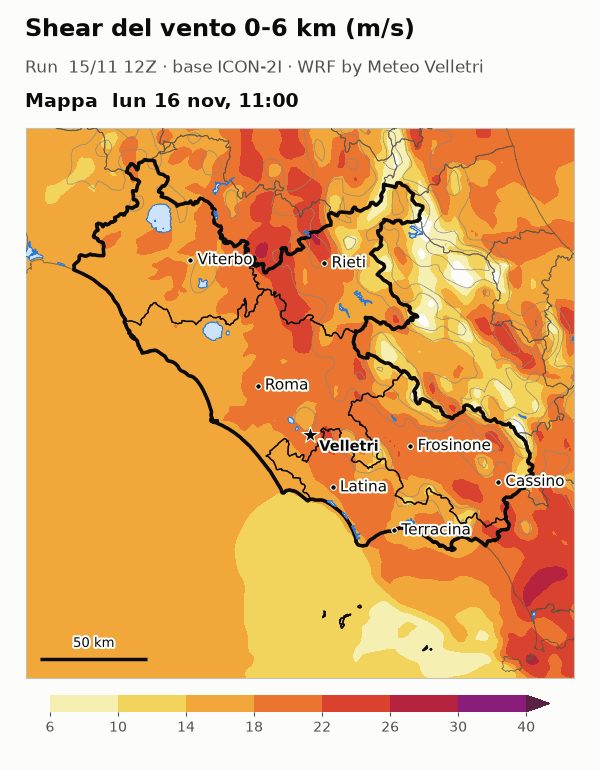 Shear del vento 0-6 km (m/s)
Run  15/11 12Z · base ICON-2I · WRF by Meteo Velletri
Mappa  lun 16 nov, 11:00
Viterbo
Rieti
Roma
Velletri
Frosinone
Latina
Cassino
Terracina
50 km
6 10 14 18 22 26 30 40